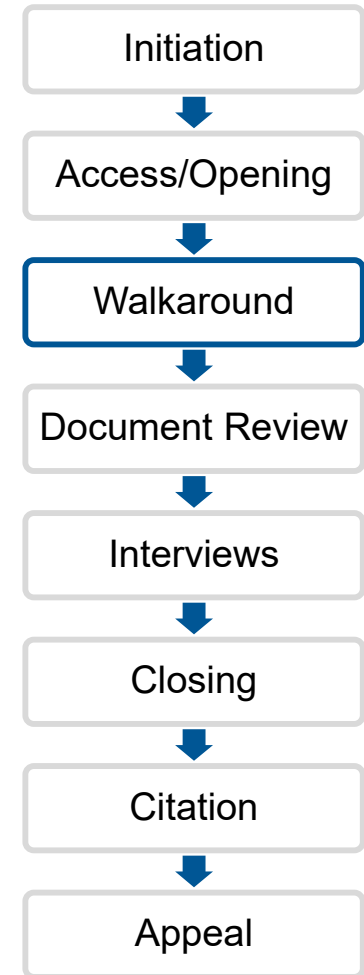 Initiation
Access/Opening
Walkaround
Document Review
Interviews
Closing
Citation
Appeal